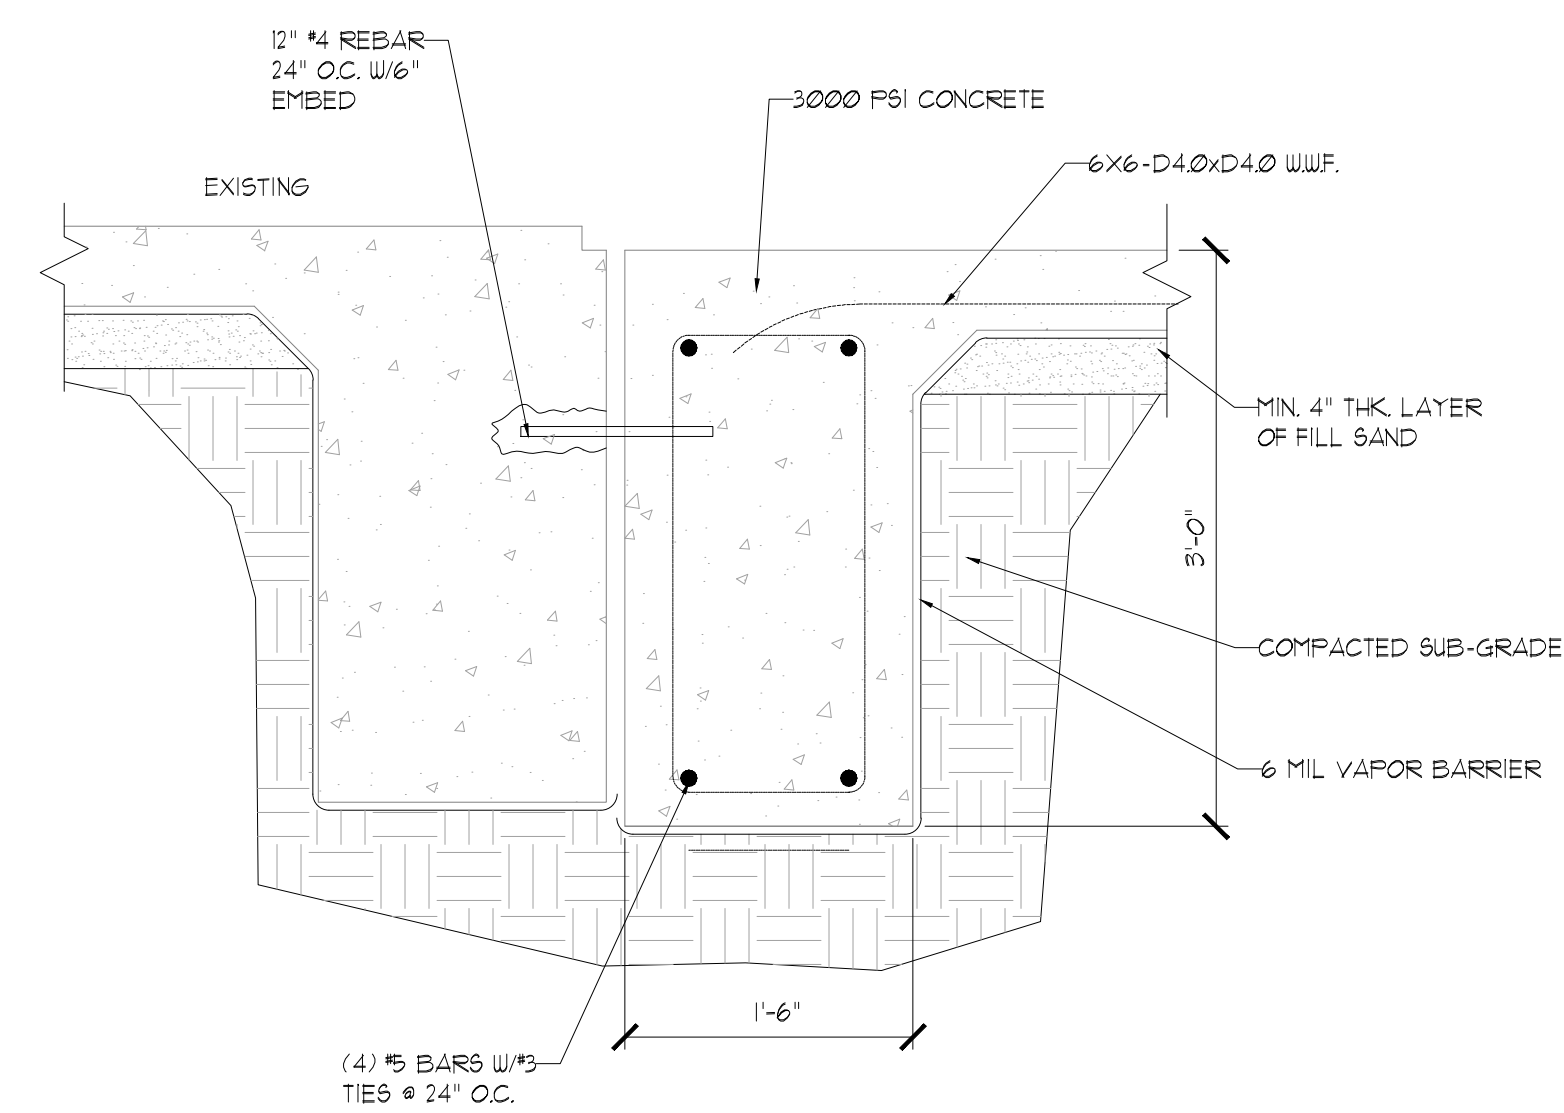 12" #4 REBAR
24" O.C. W/6"
EMBED
3000 PSI CONCRETE
6X6-D4.0xD4.0 W.W.F.
EXISTING
MIN. 4" THK. LAYER
OF FILL SAND
3'-0"
COMPACTED SUB-GRADE
6 MIL VAPOR BARRIER
1'-6"
(4) #5 BARS W/#3
TIES @ 24" O.C.